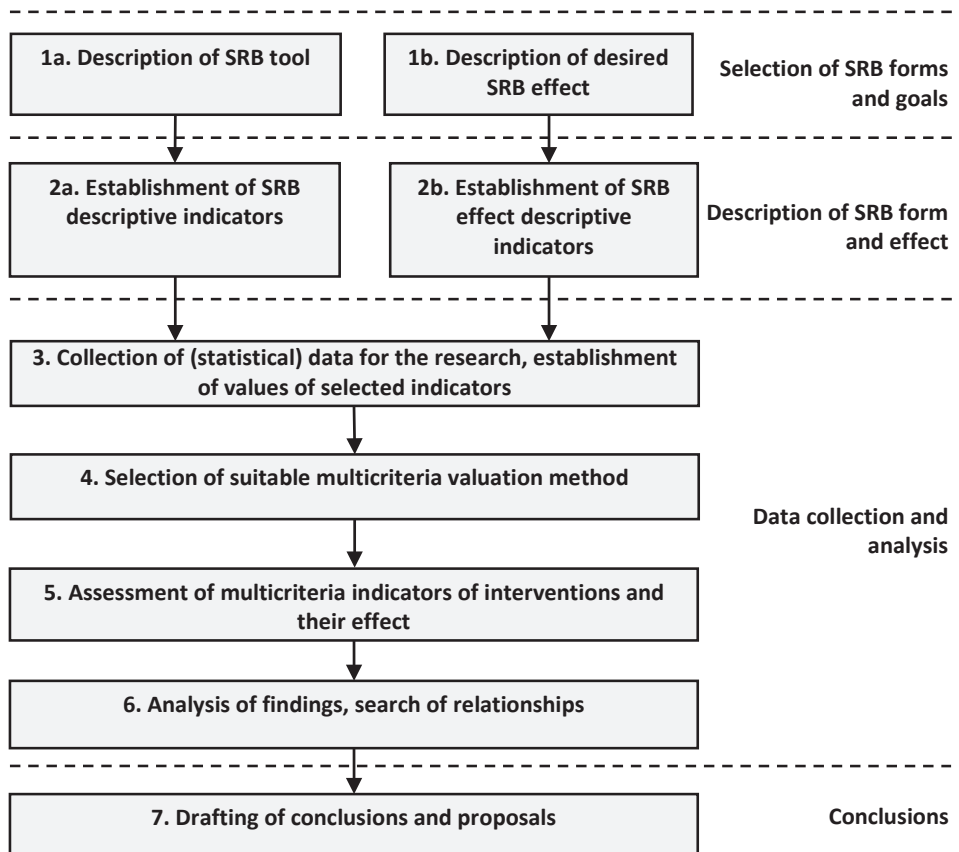 1a. Description of SRB tool
1b. Description of desired
SRB effect
Selection of SRB forms
and goals
2a. Establishment of SRB
descriptive indicators
2b. Establishment of SRB
effect descriptive
indicators
Description of SRB form
and effect
3. Collection of (statistical) data for the research, establishment
of values of selected indicators
4. Selection of suitable multicriteria valuation method
Data collection and
analysis
5. Assessment of multicriteria indicators of interventions and
their effect
6. Analysis of findings, search of relationships
7. Drafting of conclusions and proposals
Conclusions